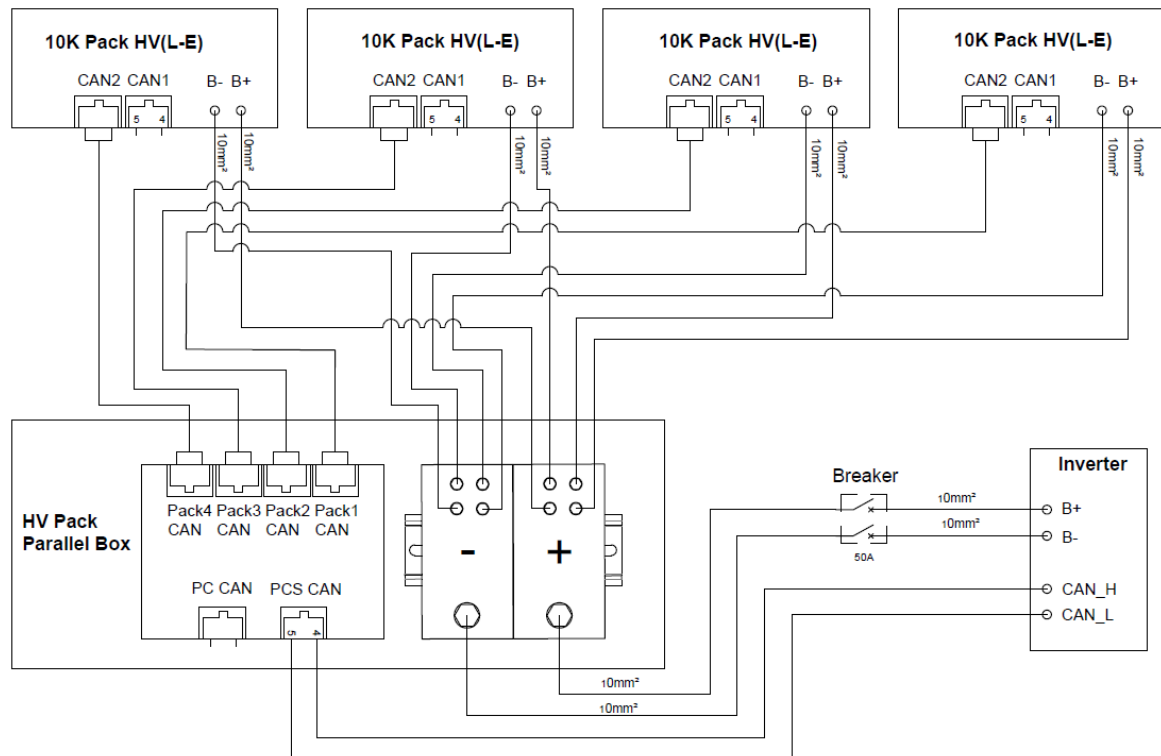 10K Pack HV(L-E)
10K Pack HV(L-E)
10K Pack HV(L-E)
10K Pack HV(L-E)
CAN2 CAN1 B- B+
CAN2 CAN1 B- B+
CAN2 CAN1 B- B+
CAN2 CAN1 B- B+
5 4
5 4
5 4
5 4
10mm²
10mm²
10mm²
10mm²
10mm²
10mm²
10mm²
10mm²
HV Pack
Parallel Box
Pack4 Pack3 Pack2 Pack1
CAN CAN CAN CAN
PC CAN PCS CAN
5 4
- +
Breaker
50A
10mm²
10mm²
Inverter
B+
B-
CAN_H
CAN_L
10mm²
10mm²